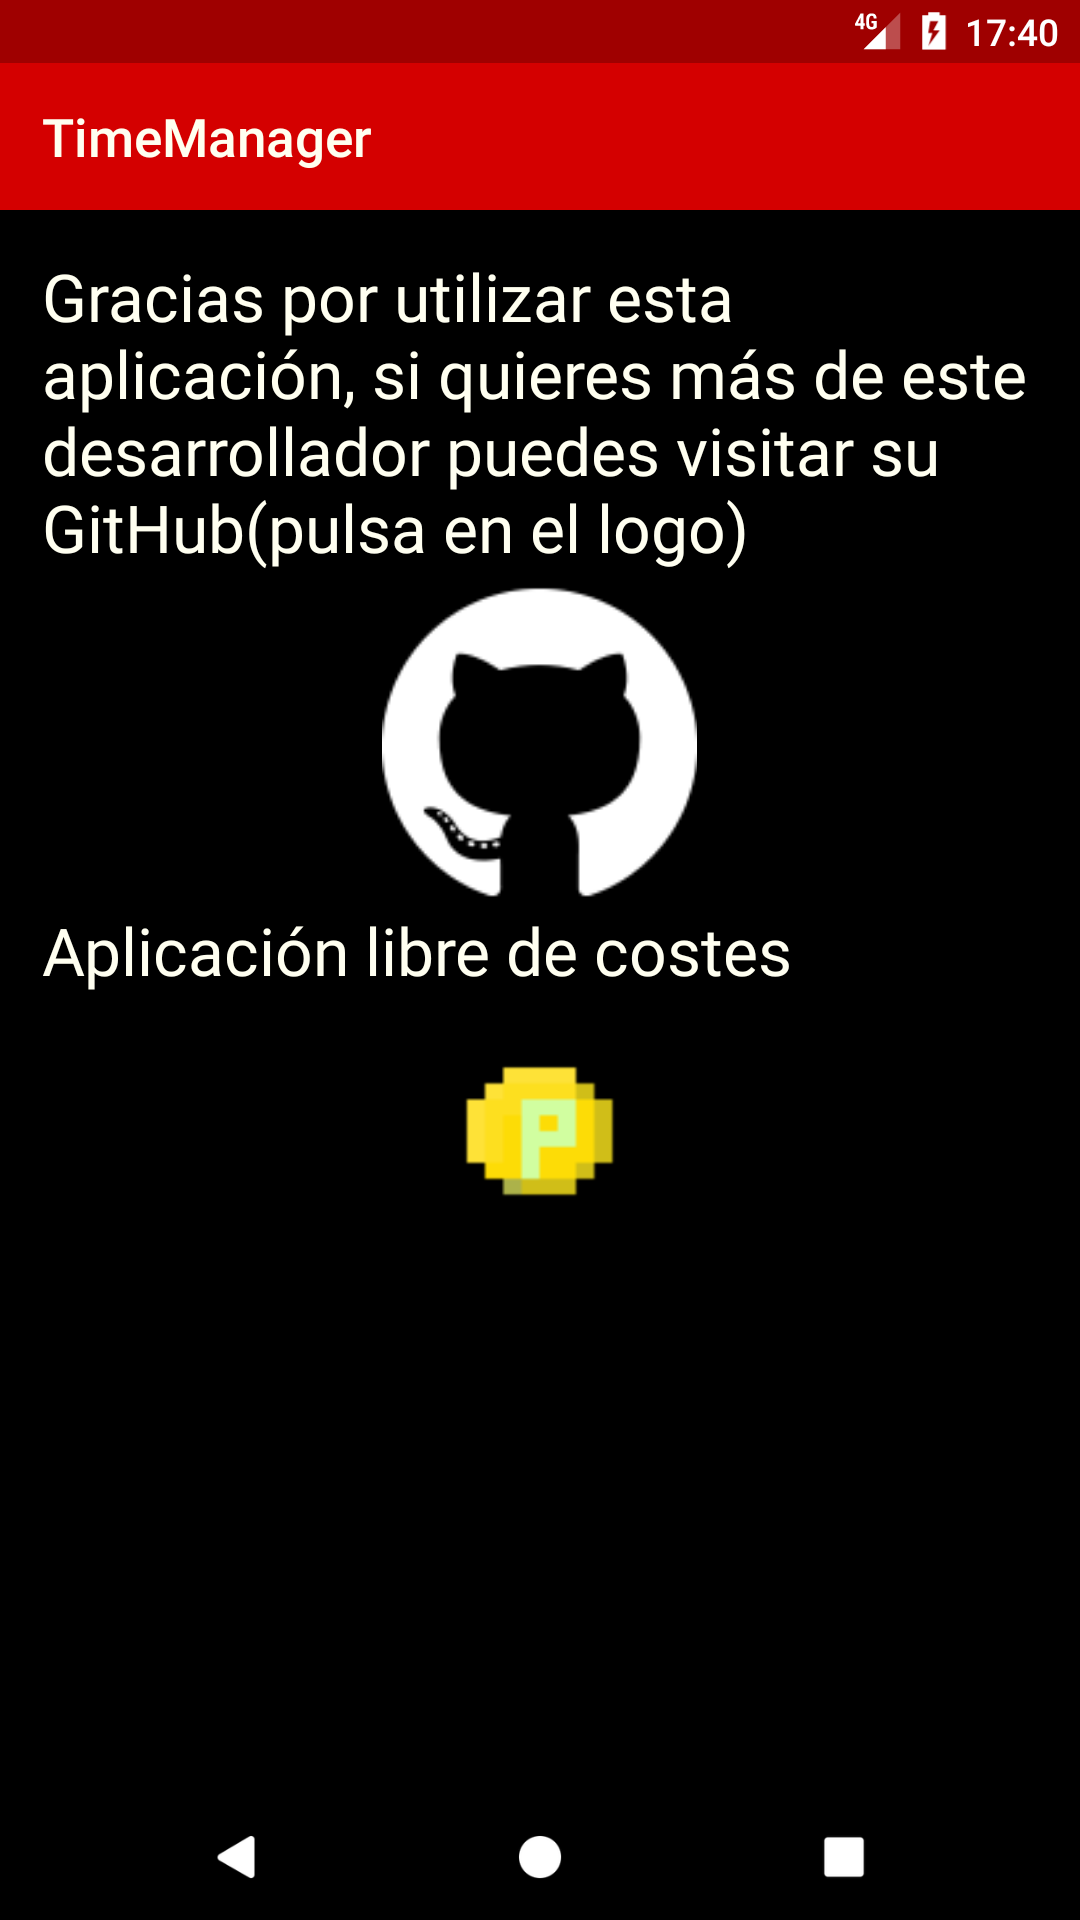 4G 17:40
TimeManager
Gracias por utilizar esta
aplicación, si quieres más de este
desarrollador puedes visitar su
GitHub(pulsa en el logo)
Aplicación libre de costes
P